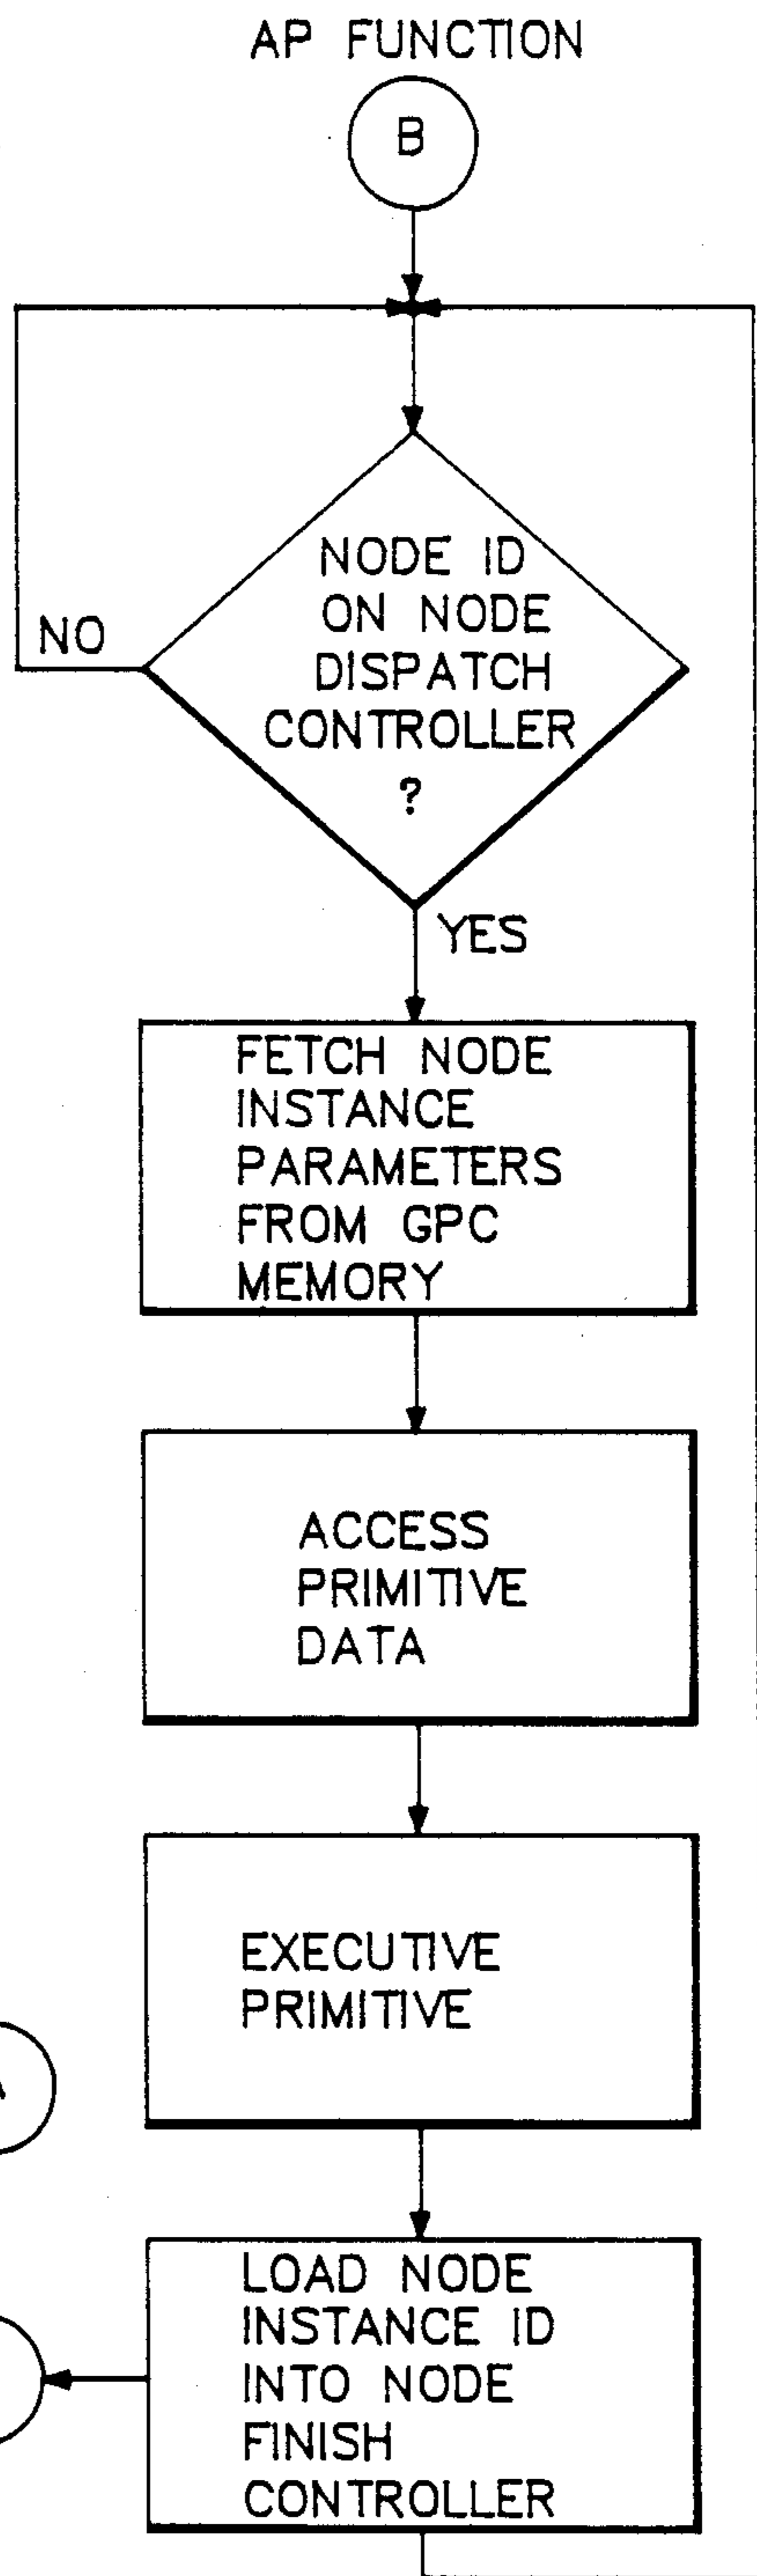 AP FUNCTION
B
NODE ID
ON NODE
DISPATCH
CONTROLLER
?
NO
YES
FETCH NODE
INSTANCE
PARAMETERS
FROM GPC
MEMORY
ACCESS
PRIMITIVE
DATA
EXECUTIVE
PRIMITIVE
LOAD NODE
INSTANCE ID
INTO NODE
FINISH
CONTROLLER